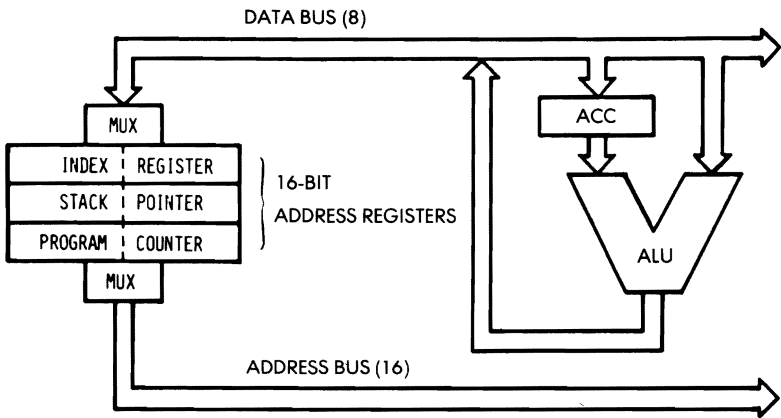 DATA BUS (8)
MUX
ACC
INDEX REGISTER
STACK POINTER
PROGRAM COUNTER
16-BIT
ADDRESS REGISTERS
ALU
MUX
ADDRESS BUS (16)